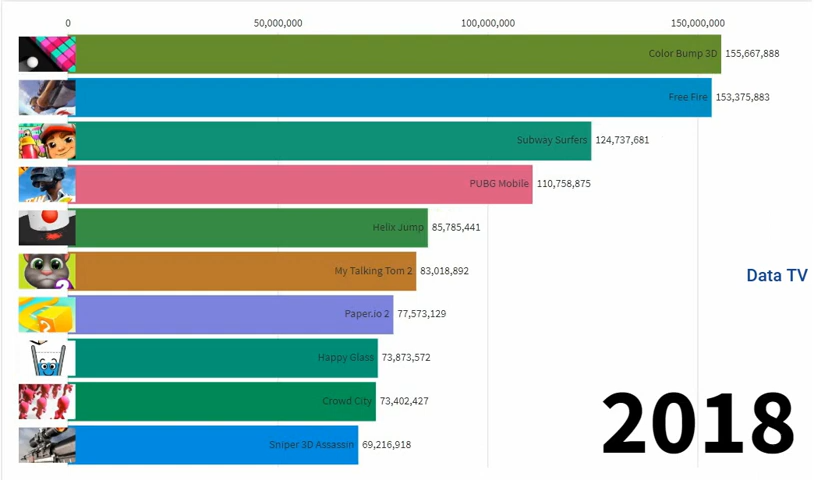 0 50,000,000 100,000,000 150,000,000
Color Bump 3D 155,667,888
Free Fire 153,375,883
Subway Surfers 124,737,681
PUBG Mobile 110,758,875
Helix Jump 85,785,441
My Talking Tom 2 83,018,892
Data TV
Paper.io 2 77,573,129
Happy Glass 73,873,572
Crowd City 73,402,427
2018
Sniper 3D Assassin 69,216,918